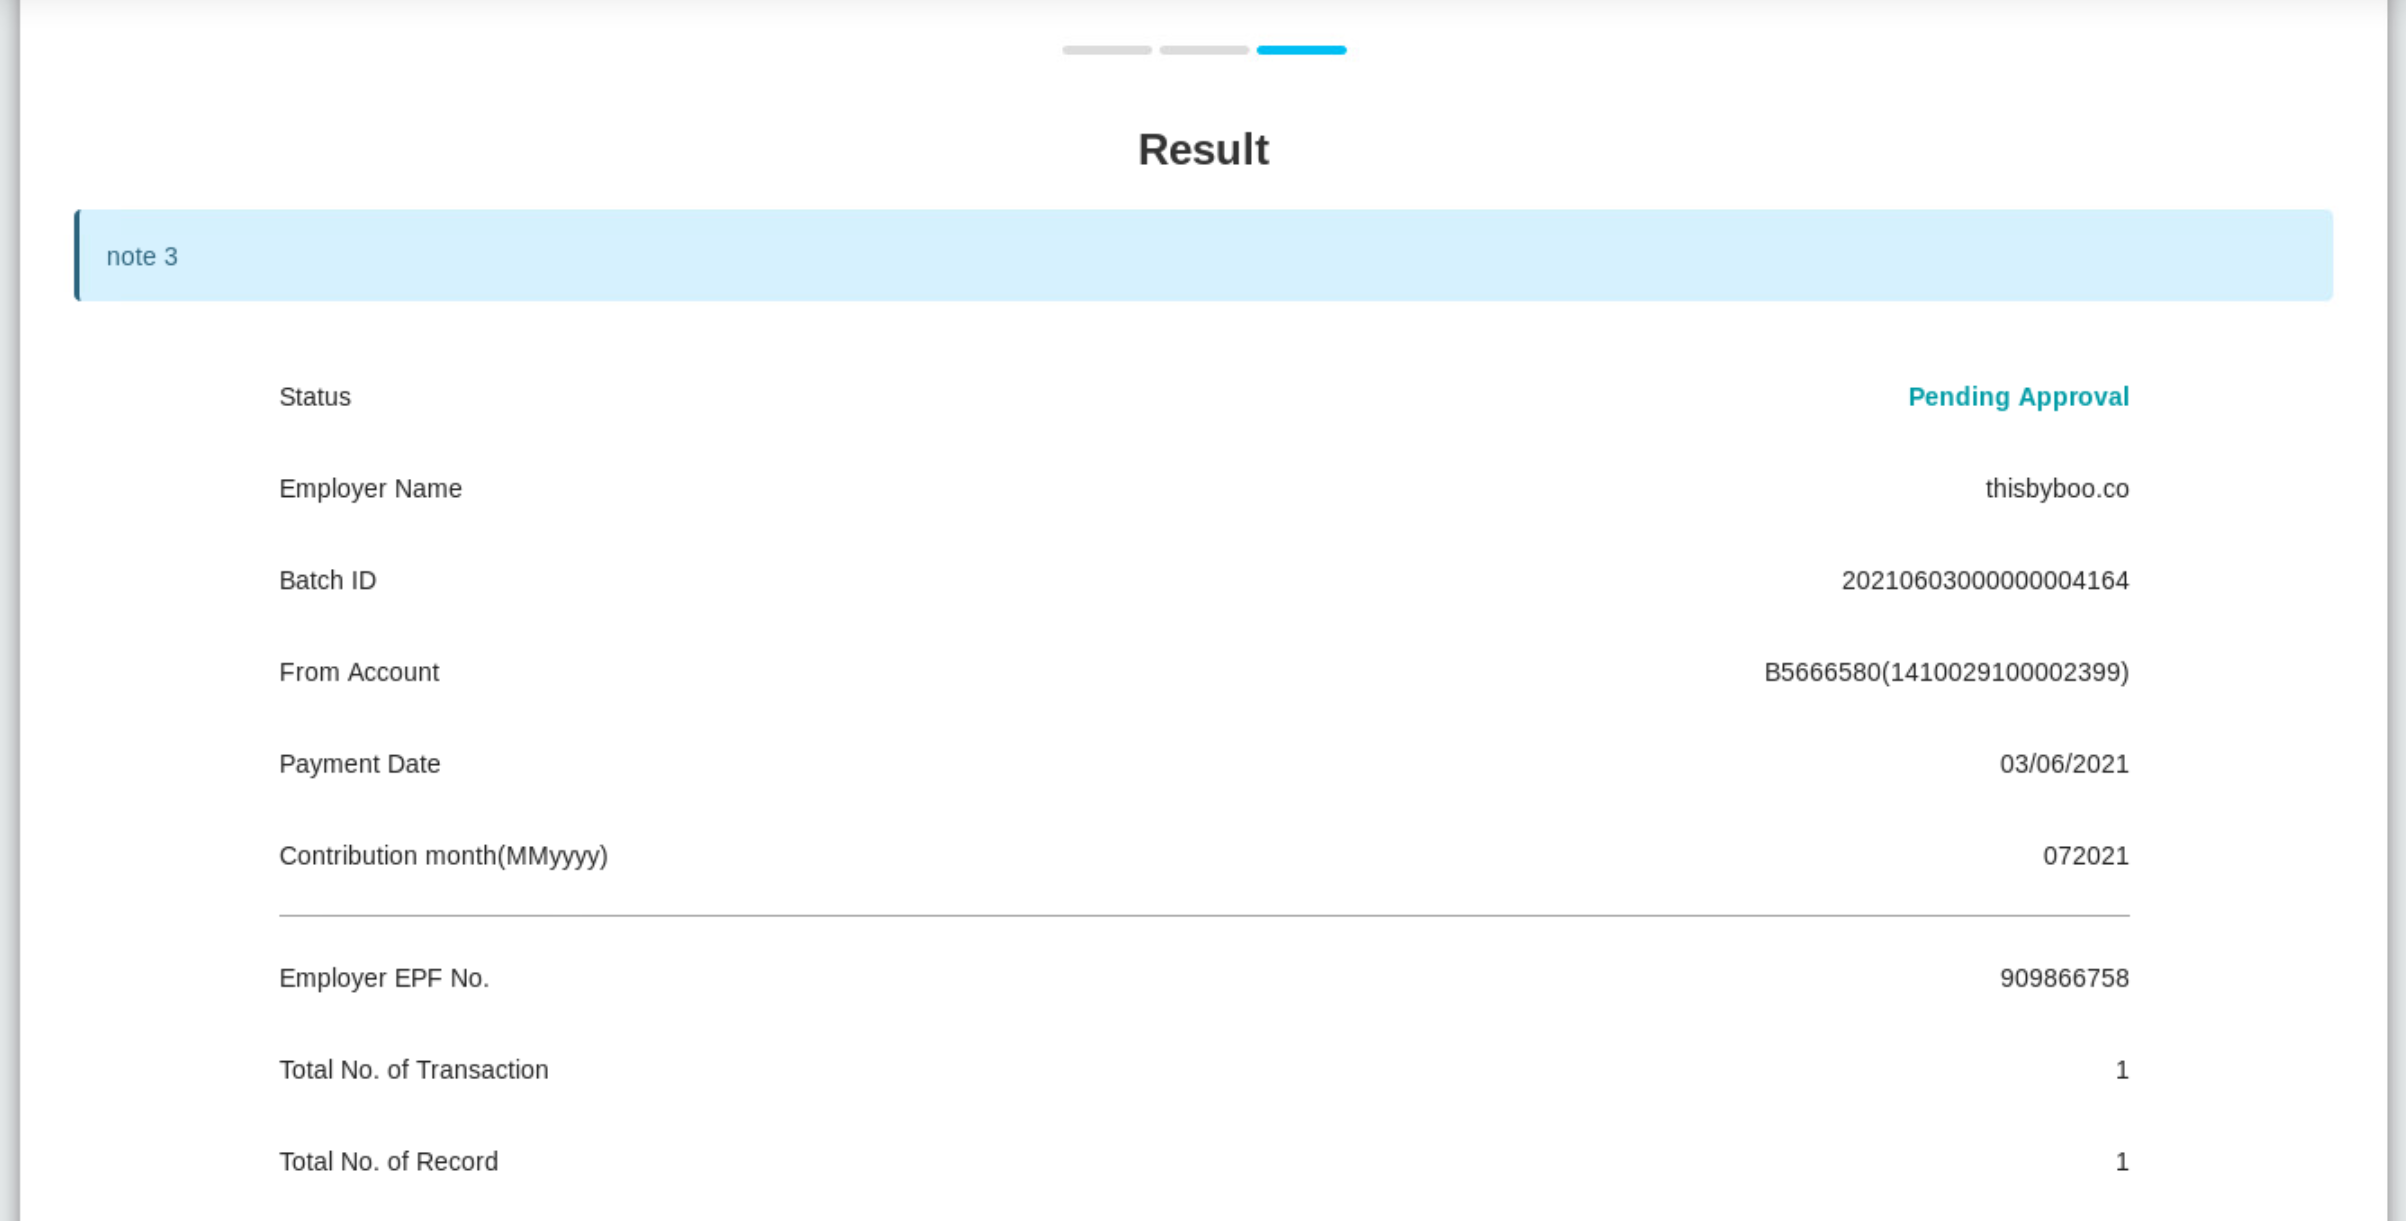 Result
note 3
Status Pending Approval
Employer Name thisbyboo.co
Batch ID 20210603000000004164
From Account B5666580(1410029100002399)
Payment Date 03/06/2021
Contribution month(MMyyyy) 072021
Employer EPF No. 909866758
Total No. of Transaction 1
Total No. of Record 1